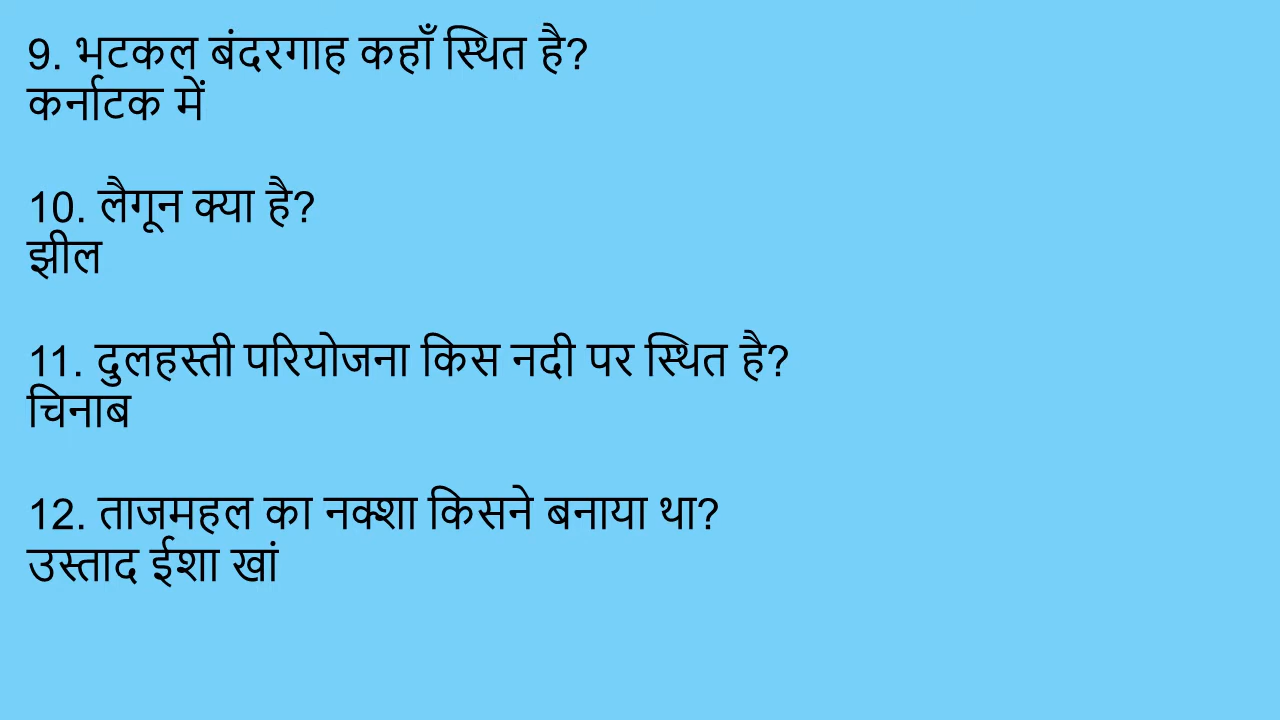 9. भटकल बंदरगाह कहाँ स्थित है?
कर्नाटक में
10. लैगून क्या है?
झील
11. दुलहस्ती परियोजना किस नदी पर स्थित है?
चिनाब
12. ताजमहल का नक्शा किसने बनाया था?
उस्ताद ईशा खां